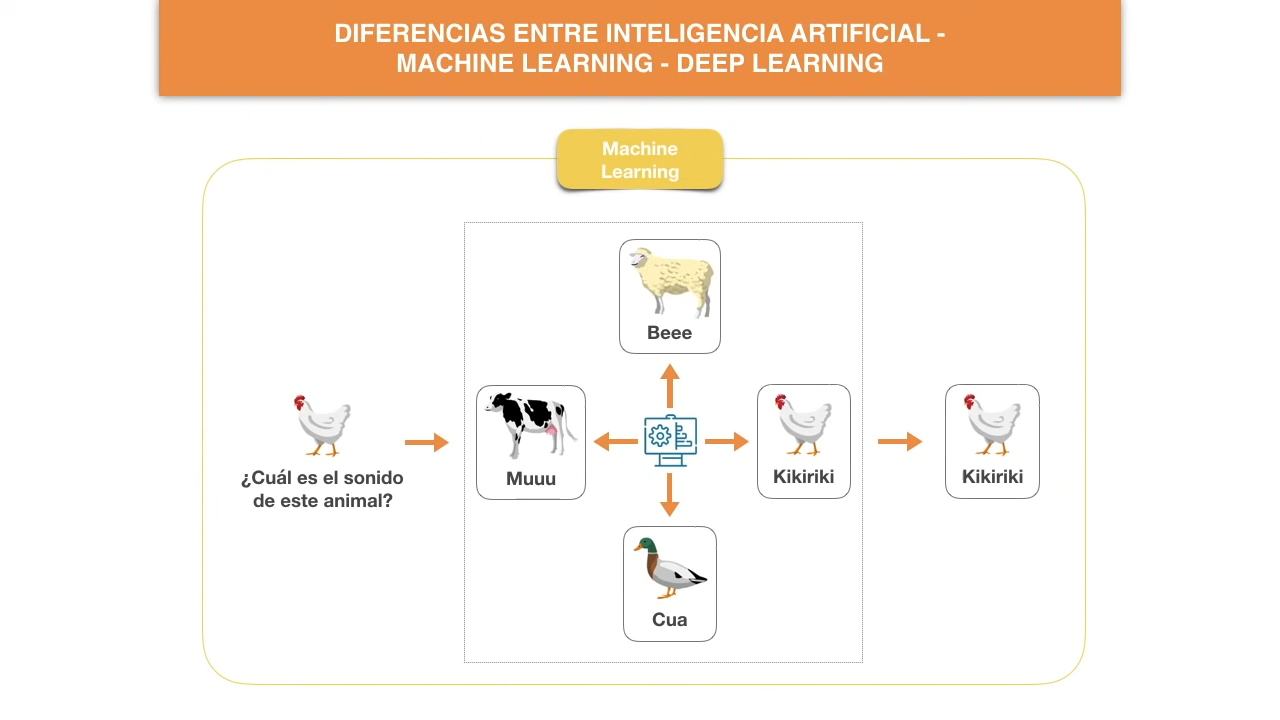 DIFERENCIAS ENTRE INTELIGENCIA ARTIFICIAL -
MACHINE LEARNING - DEEP LEARNING
Machine
Learning
Beee
¿Cuál es el sonido
de este animal?
Muuu
Kikiriki
Kikiriki
Cua